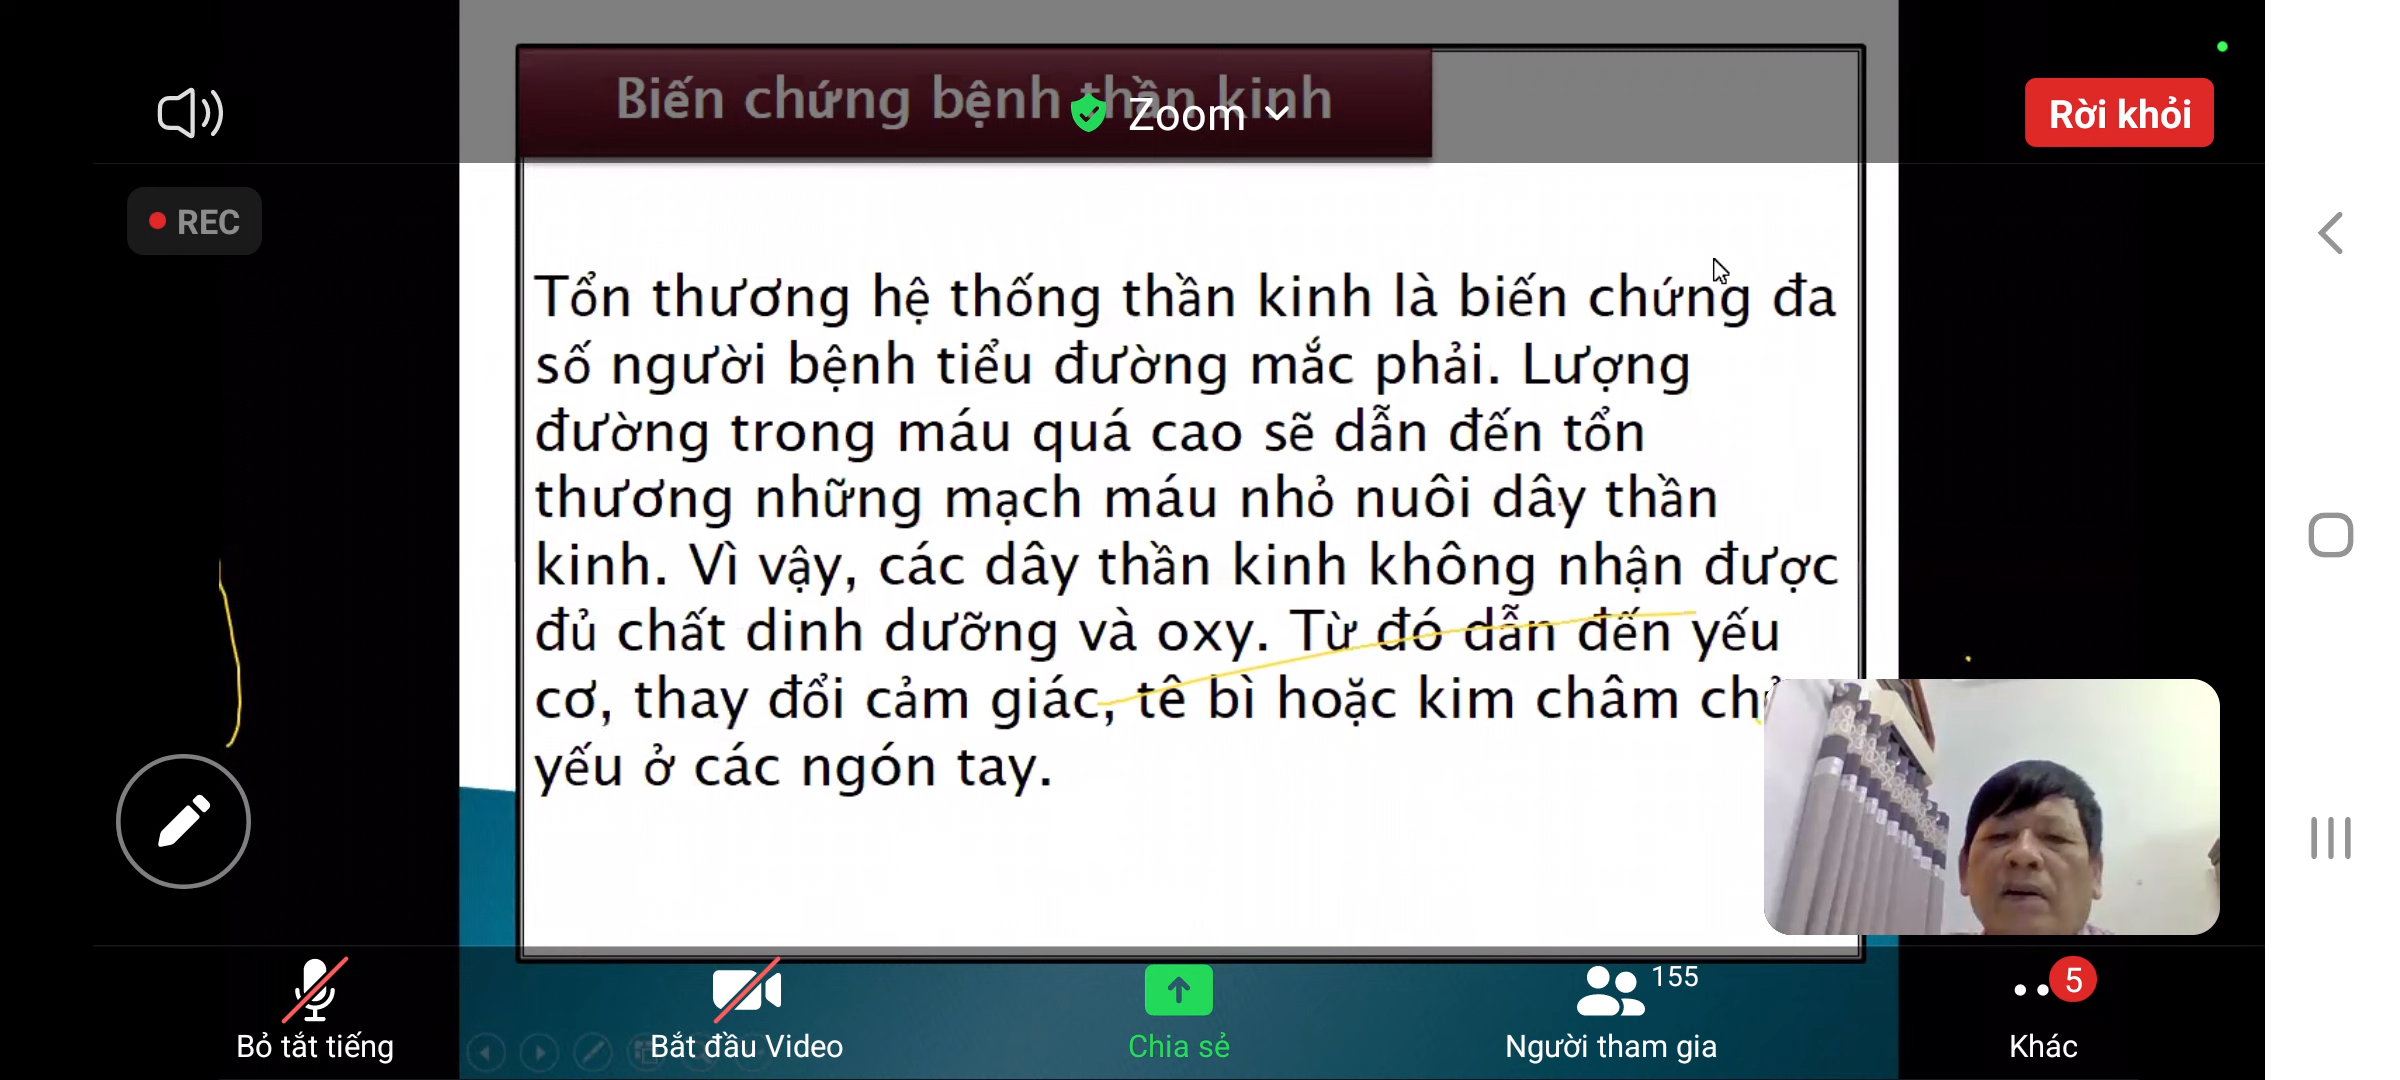 Biến chứng bệnh thần kinh
Zoom
Rời khỏi
REC
Tổn thương hệ thống thần kinh là biến chứng đa
số người bệnh tiểu đường mắc phải. Lượng
đường trong máu quá cao sẽ dẫn đến tổn
thương những mạch máu nhỏ nuôi dây thần
kinh. Vì vậy, các dây thần kinh không nhận được
đủ chất dinh dưỡng và oxy. Từ đó dẫn đến yếu
cơ, thay đổi cảm giác, tê bì hoặc kim châm
yếu ở các ngón tay.
155
5
Bỏ tắt tiếng
Bắt đầu Video
Chia sẻ
Người tham gia
Khác